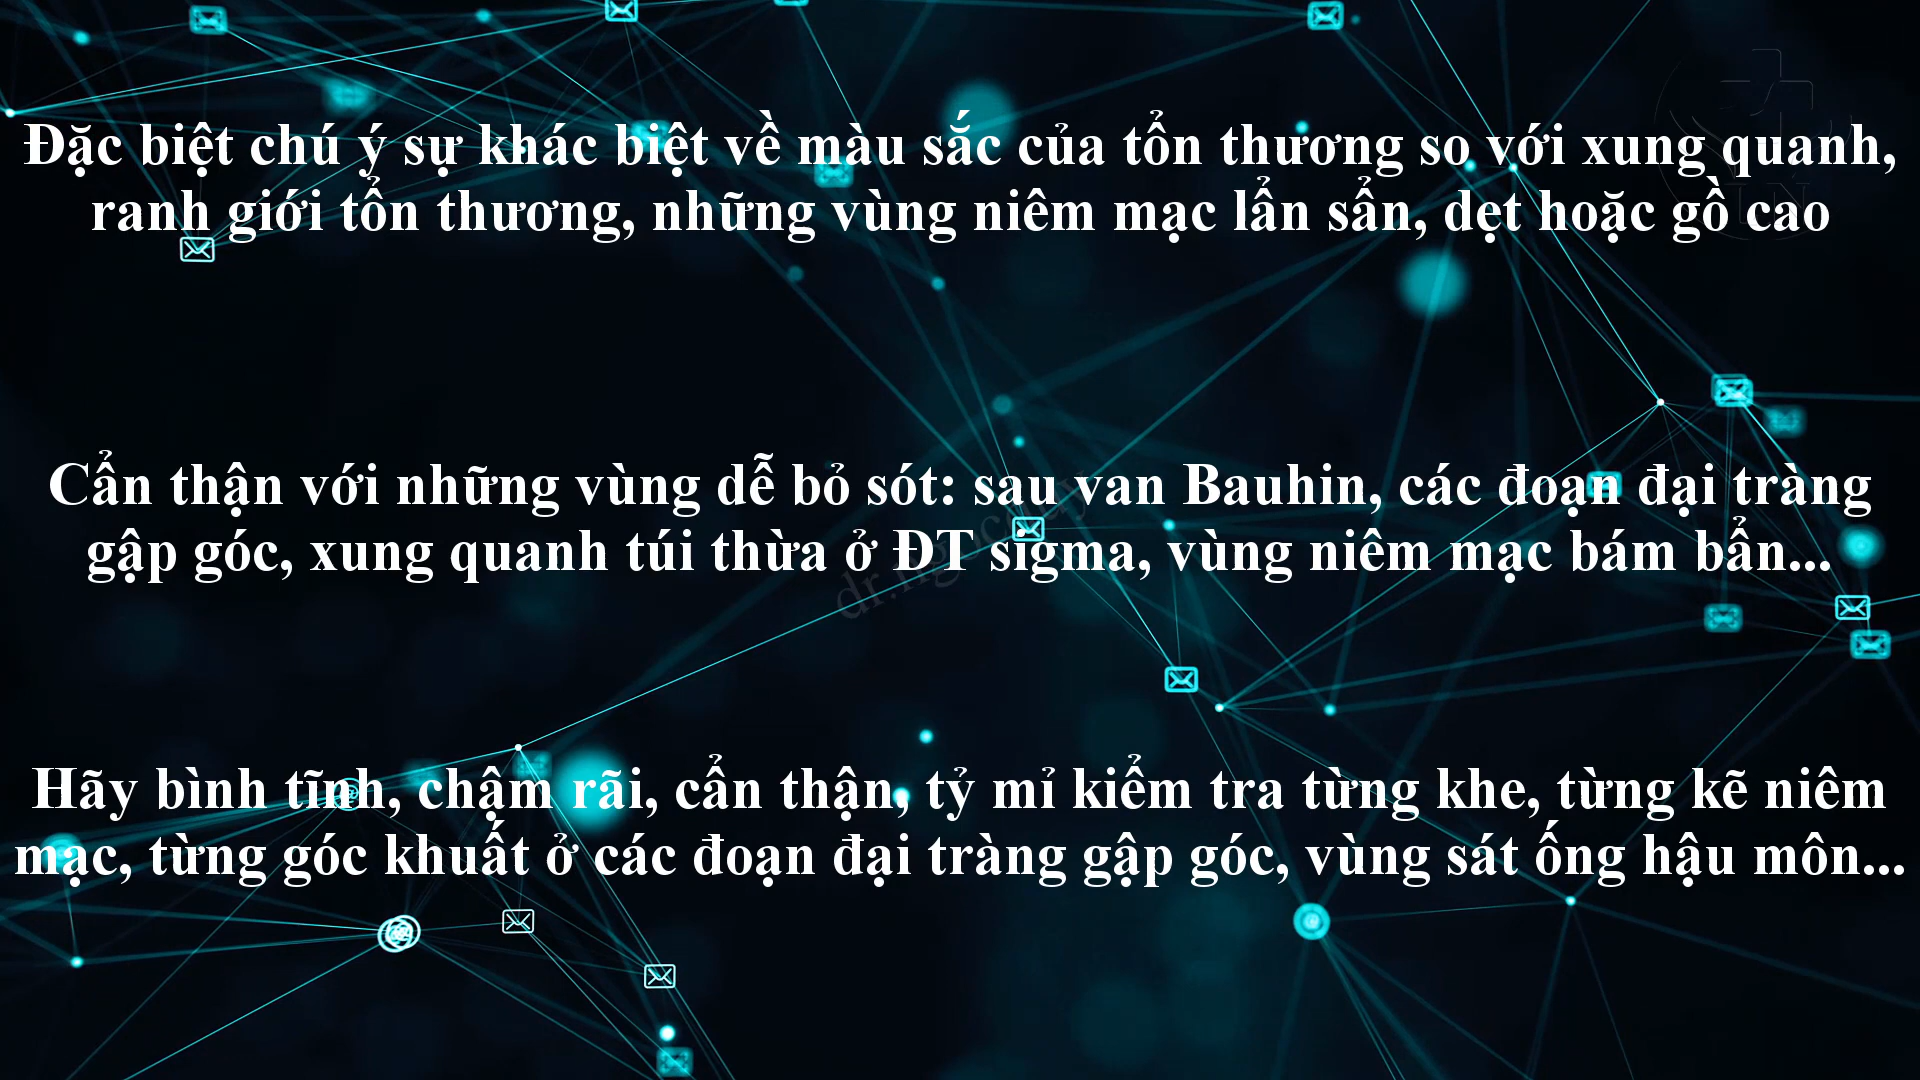 Đặc biệt chú ý sự khác biệt về màu sắc của tổn thương so với xung quanh,
ranh giới tổn thương, những vùng niêm mạc lẩn sẩn, dẹt hoặc gồ cao
Cẩn thận với những vùng dễ bỏ sót: sau van Bauhin, các đoạn đại tràng
gập góc, xung quanh túi thừa ở ĐT sigma, vùng niêm mạc bám bẩn...
Hãy bình tĩnh, chậm rãi, cẩn thận, tỷ mỉ kiểm tra từng khe, từng kẽ niêm
mạc, từng góc khuất ở các đoạn đại tràng gập góc, vùng sát ống hậu môn...